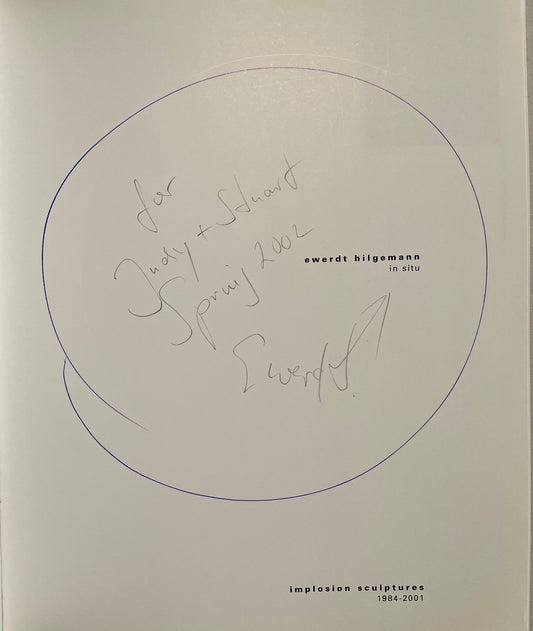 for
Judy + Stuart
Spring 2002
ewerdt hilgemann
in situ
Ewerdt
implosion sculptures
1984-2001